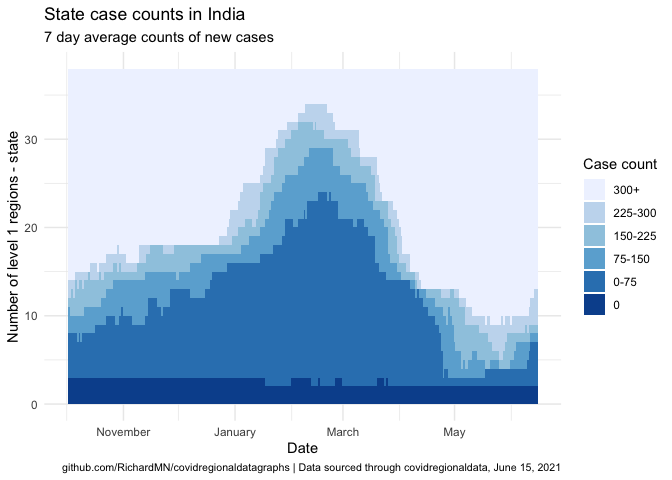 State case counts in India
7 day average counts of new cases
Number of level 1 regions - state
30
20
10
0
November
January
March
May
Date
Case count
300+
225-300
150-225
75-150
0-75
0
github.com/RichardMN/covidregionaldatagraphs | Data sourced through covidregionaldata, June 15, 2021